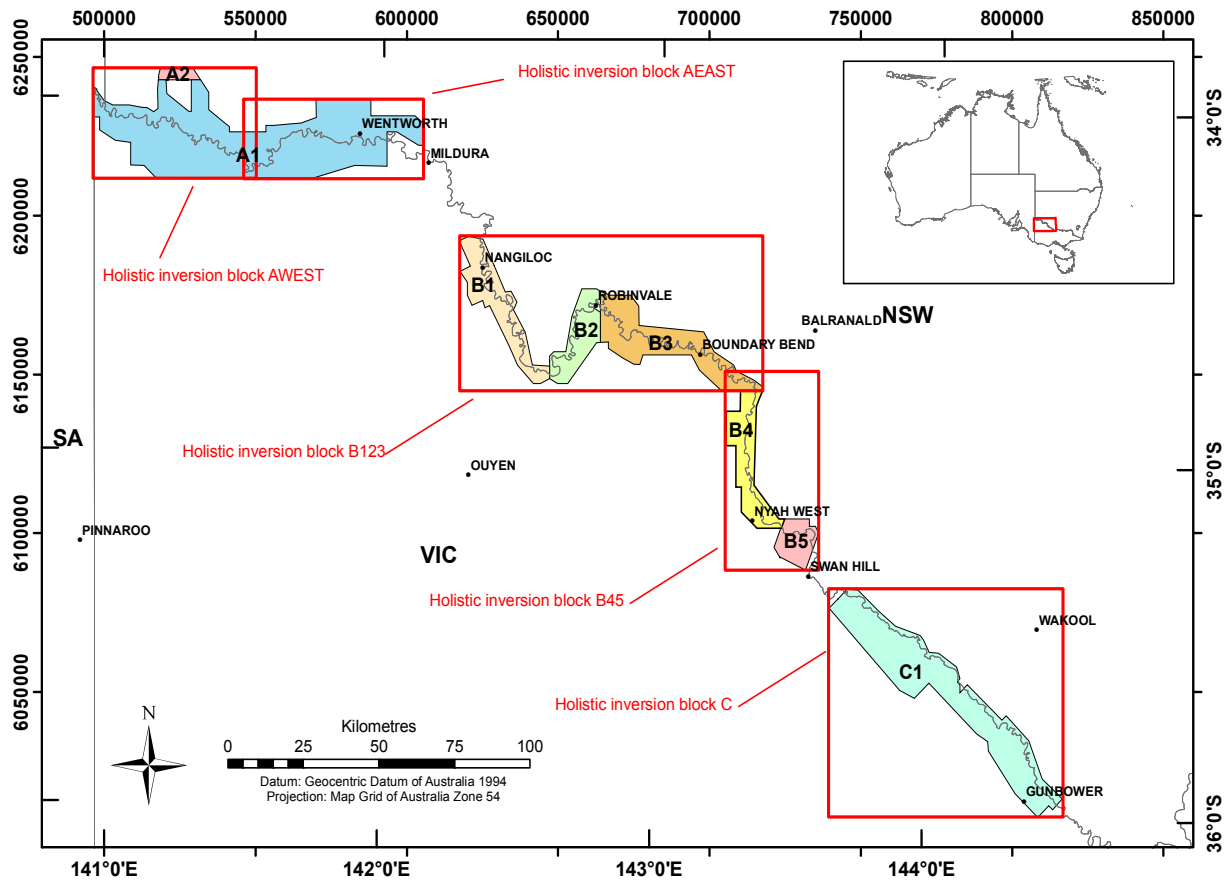 500000 550000 600000 650000 700000 750000 800000 850000
6250000
6200000
6150000
6100000
6050000
34°0'S
35°0'S
36°0'S
Holistic inversion block AEAST
A2
WENTWORTH
A1
MILDURA
Holistic inversion block AWEST
NANGILOC
B1
ROBINVALE
B2
B3
BOUNDARY BEND
BALRANALD
NSW
SA
B4
Holistic inversion block B123
OUYEN
NYAH WEST
PINNAROO
VIC
B5
SWAN HILL
Holistic inversion block B45
WAKOOL
C1
Holistic inversion block C
N
Kilometres
0 25 50 75 100
Datum: Geocentric Datum of Australia 1994
Projection: Map Grid of Australia Zone 54
GUNBOWER
141°0'E 142°0'E 143°0'E 144°0'E